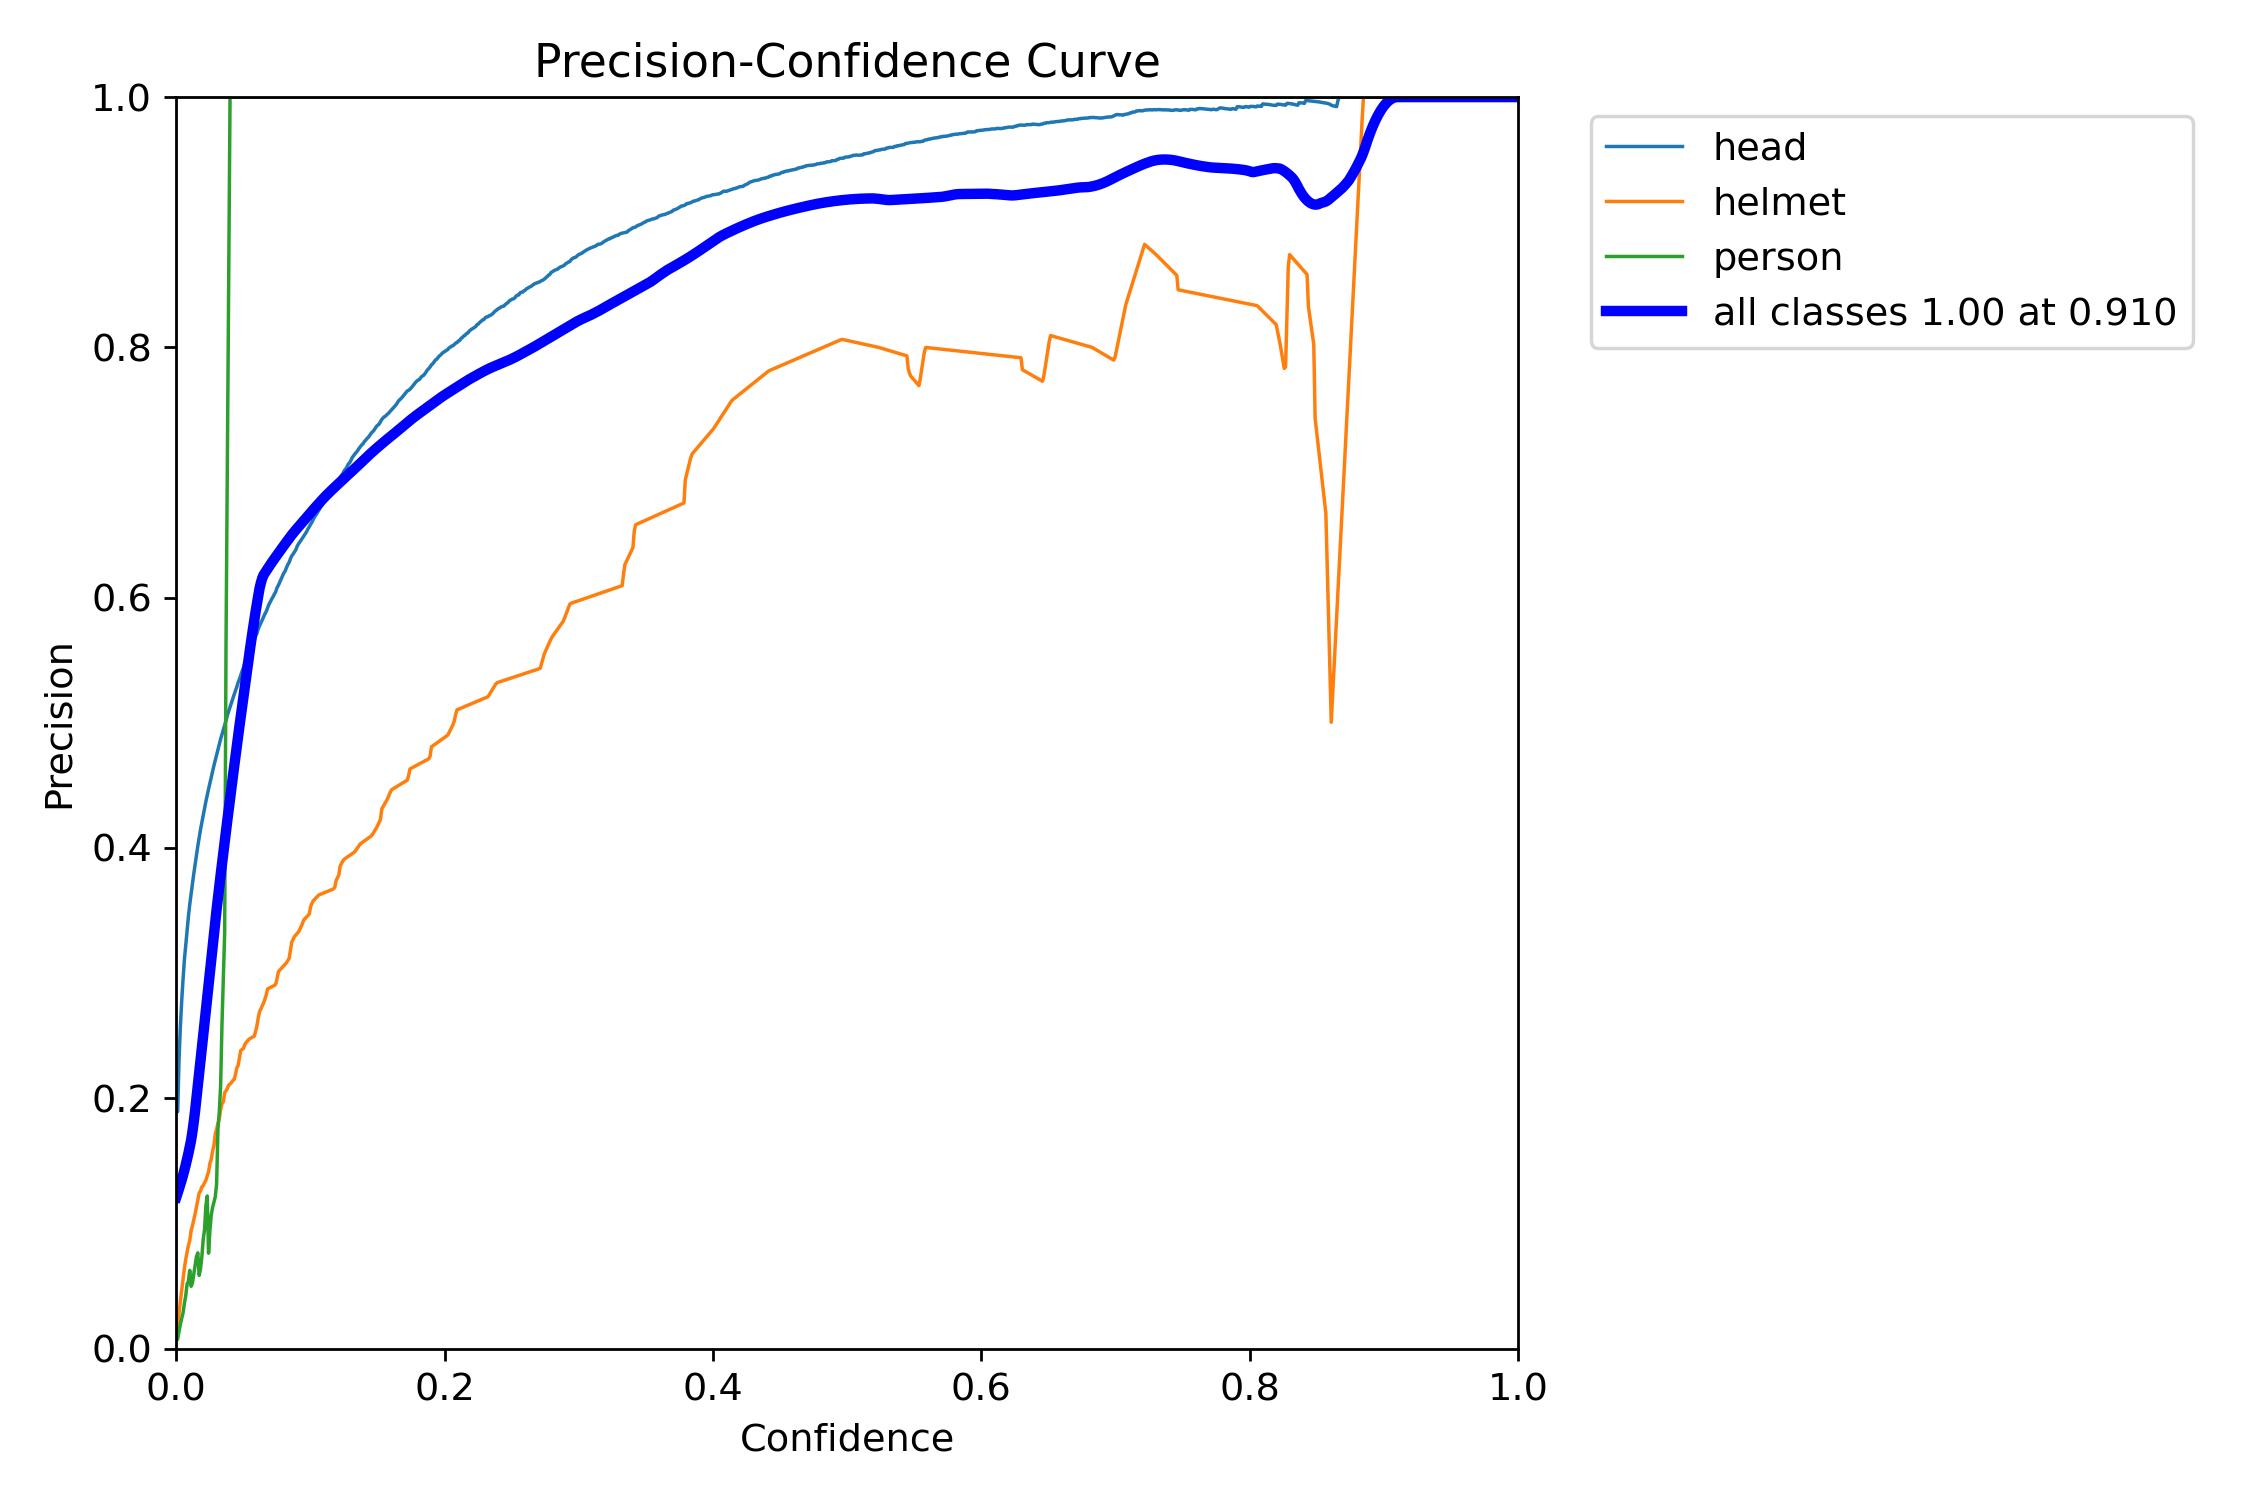 Precision-Confidence Curve
1.0
0.8
0.6
0.4
0.2
0.0
Precision
0.0 0.2 0.4 0.6 0.8 1.0
Confidence
head
helmet
person
all classes 1.00 at 0.910